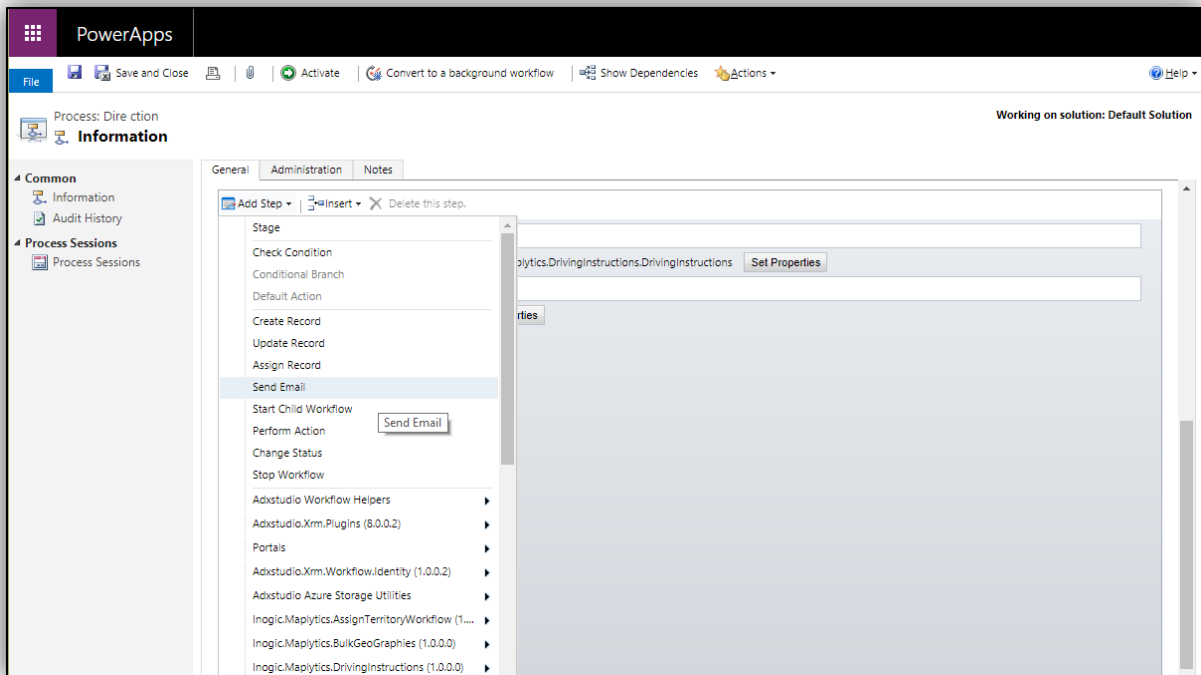 PowerApps
File
Save and Close
Activate
Convert to a background workflow
Show Dependencies
Actions
Help
Process: Dire ction
Information
Working on solution: Default Solution
Common
Information
Audit History
Process Sessions
Process Sessions
General Administration Notes
Add Step Insert Delete this step.
Stage
Check Condition
plytics.DrivingInstructions.DrivingInstructions Set Properties
Conditional Branch
Default Action
Create Record
rties
Update Record
Assign Record
Send Email
Start Child Workflow
Send Email
Perform Action
Change Status
Stop Workflow
Adxstudio Workflow Helpers
Adxstudio.Xrm.Plugins (8.0.0.2)
Portals
Adxstudio.Xrm.Workflow.Identity (1.0.0.2)
Adxstudio Azure Storage Utilities
Inogic.Maplytics.AssignTerritoryWorkflow (1....
Inogic.Maplytics.BulkGeoGraphies (1.0.0.0)
Inogic.Maplytics.DrivingInstructions (1.0.0.0)